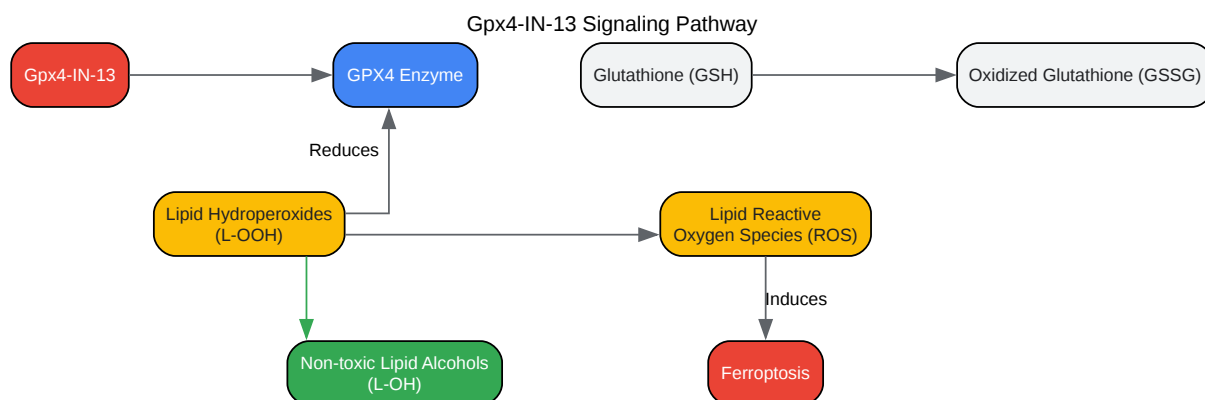 Gpx4-IN-13 Signaling Pathway
Gpx4-IN-13
GPX4 Enzyme
Glutathione (GSH)
Oxidized Glutathione (GSSG)
Reduces
Lipid Hydroperoxides
(L-OOH)
Lipid Reactive
Oxygen Species (ROS)
Induces
Non-toxic Lipid Alcohols
(L-OH)
Ferroptosis